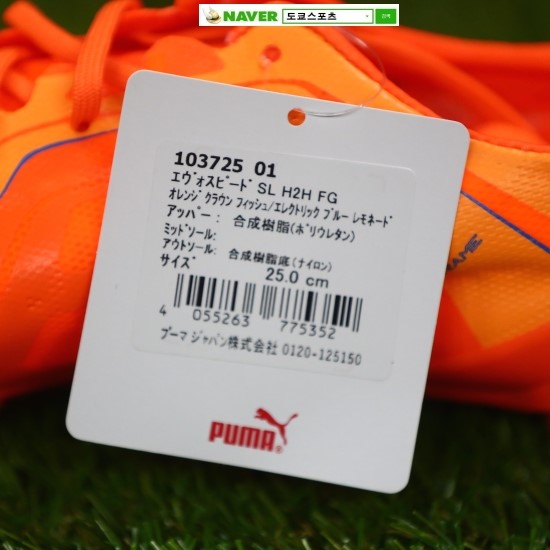 NAVER 도쿄스포츠 검색
103725 01
エヴォスピード SL H2H FG
オレンジ クラウン フィッシュ/エレクトリック ブルー レモネード
アッパー: 合成樹脂(ポリウレタン)
ミッドソール:
アウトソール: 合成樹脂底(ナイロン)
サイズ
25.0 cm
4 055263 775352
プーマ ジャパン株式会社 0120-125150
PUMA®